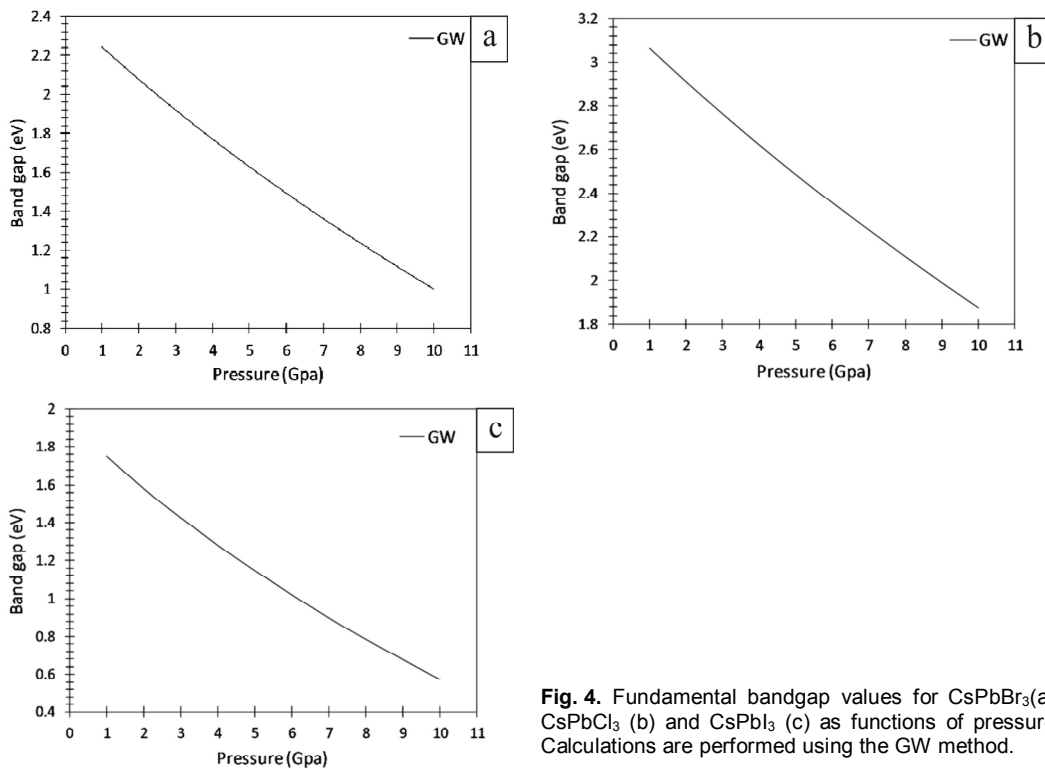 2.4
2.2
2
1.8
1.6
1.4
1.2
1
0.8
Band gap (eV)
GW
a
0 1 2 3 4 5 6 7 8 9 10 11
Pressure (Gpa)
3.2
3
2.8
2.6
2.4
2.2
2
1.8
Band gap (eV)
GW
b
0 1 2 3 4 5 6 7 8 9 10 11
Pressure (Gpa)
2
1.8
1.6
1.4
1.2
1
0.8
0.6
0.4
Band gap (eV)
GW
c
0 1 2 3 4 5 6 7 8 9 10 11
Pressure (Gpa)
Fig. 4. Fundamental bandgap values for CsPbBr₃(a
CsPbCl₃ (b) and CsPbI₃ (c) as functions of pressure
Calculations are performed using the GW method.